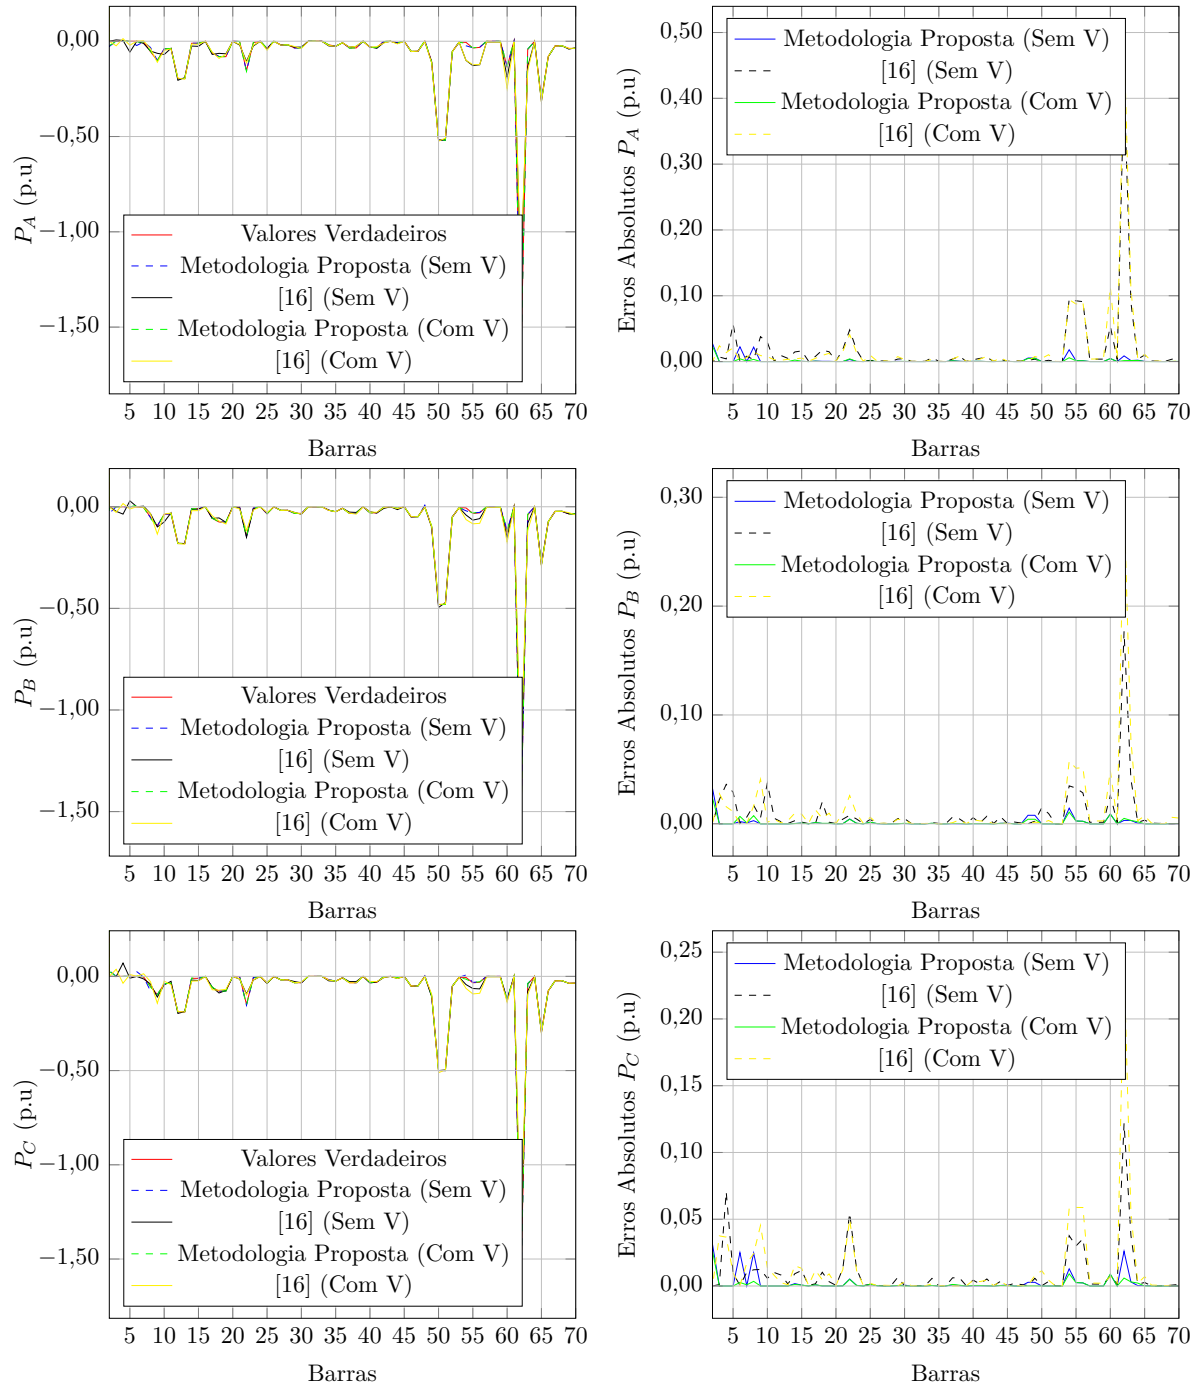 0,00
−0,50
−1,00
−1,50
P_A (p.u)
Valores Verdadeiros
Metodologia Proposta (Sem V)
[16] (Sem V)
Metodologia Proposta (Com V)
[16] (Com V)
5 10 15 20 25 30 35 40 45 50 55 60 65 70
Barras
0,50
0,40
0,30
0,20
0,10
0,00
Erros Absolutos P_A (p.u)
Metodologia Proposta (Sem V)
[16] (Sem V)
Metodologia Proposta (Com V)
[16] (Com V)
5 10 15 20 25 30 35 40 45 50 55 60 65 70
Barras
0,00
−0,50
−1,00
−1,50
P_B (p.u)
Valores Verdadeiros
Metodologia Proposta (Sem V)
[16] (Sem V)
Metodologia Proposta (Com V)
[16] (Com V)
5 10 15 20 25 30 35 40 45 50 55 60 65 70
Barras
0,30
0,20
0,10
0,00
Erros Absolutos P_B (p.u)
Metodologia Proposta (Sem V)
[16] (Sem V)
Metodologia Proposta (Com V)
[16] (Com V)
5 10 15 20 25 30 35 40 45 50 55 60 65 70
Barras
0,00
−0,50
−1,00
−1,50
P_C (p.u)
Valores Verdadeiros
Metodologia Proposta (Sem V)
[16] (Sem V)
Metodologia Proposta (Com V)
[16] (Com V)
5 10 15 20 25 30 35 40 45 50 55 60 65 70
Barras
0,25
0,20
0,15
0,10
0,05
0,00
Erros Absolutos P_C (p.u)
Metodologia Proposta (Sem V)
[16] (Sem V)
Metodologia Proposta (Com V)
[16] (Com V)
5 10 15 20 25 30 35 40 45 50 55 60 65 70
Barras